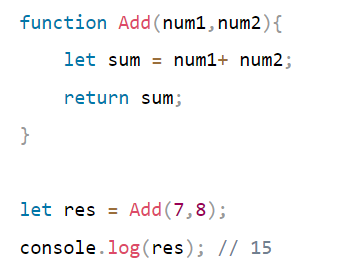 function Add(num1,num2){
    let sum = num1+ num2;
    return sum;
}

let res = Add(7,8);
console.log(res); // 15